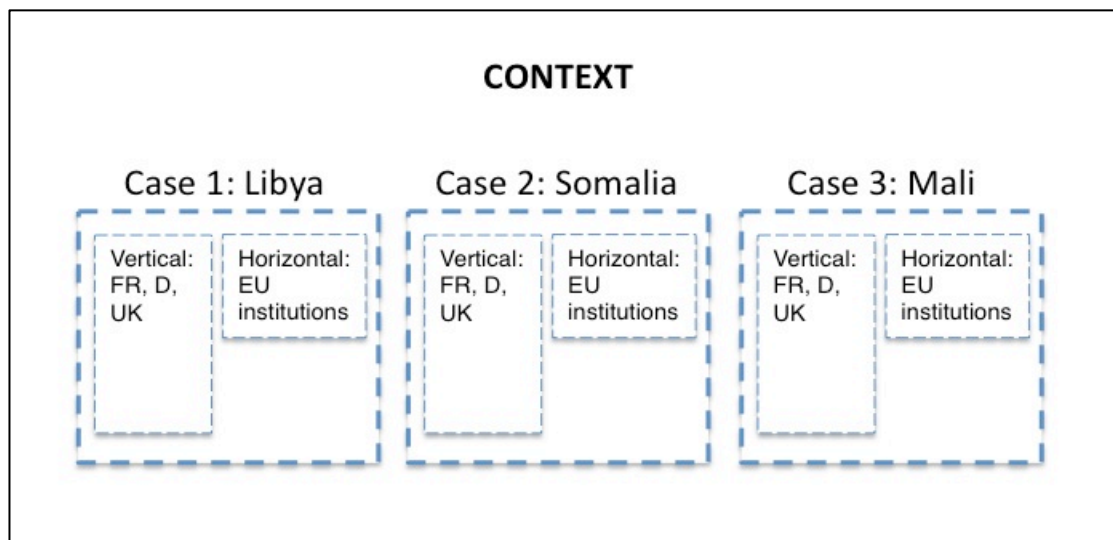 CONTEXT
Case 1: Libya
Vertical:
FR, D,
UK
Horizontal:
EU
institutions
Case 2: Somalia
Vertical:
FR, D,
UK
Horizontal:
EU
institutions
Case 3: Mali
Vertical:
FR, D,
UK
Horizontal:
EU
institutions